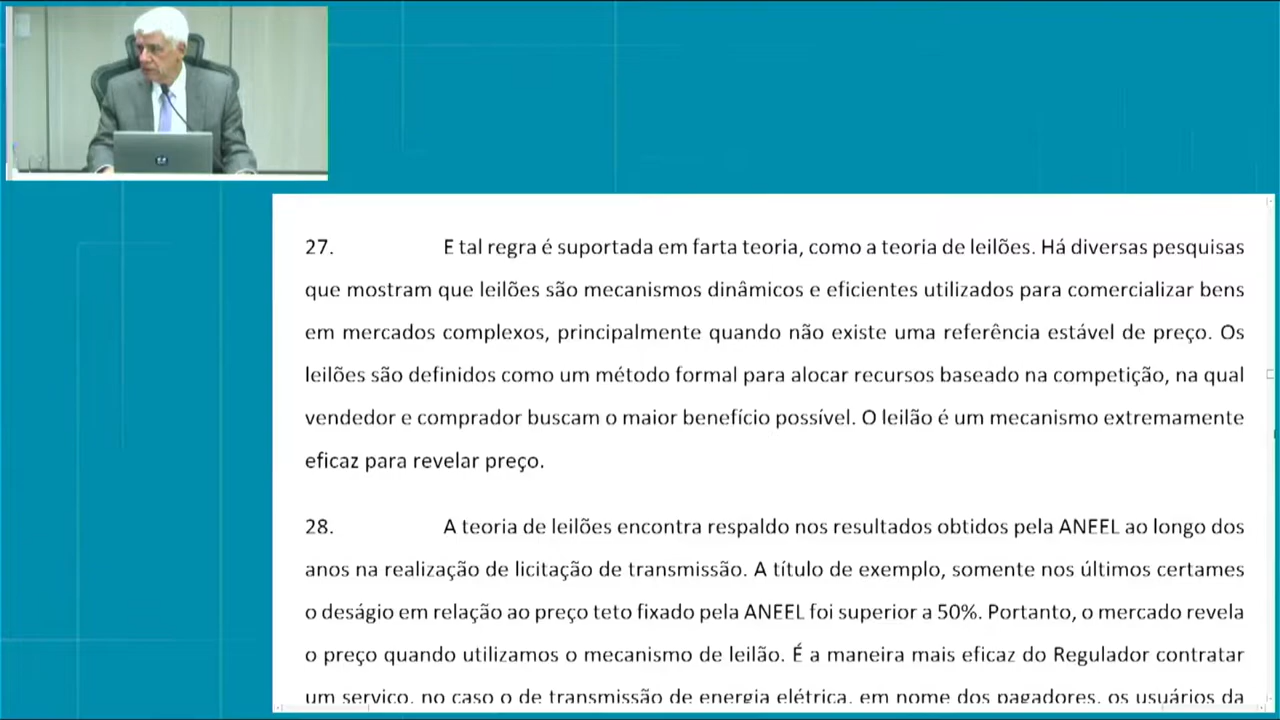 27. E tal regra é suportada em farta teoria, como a teoria de leilões. Há diversas pesquisas
que mostram que leilões são mecanismos dinâmicos e eficientes utilizados para comercializar bens
em mercados complexos, principalmente quando não existe uma referência estável de preço. Os
leilões são definidos como um método formal para alocar recursos baseado na competição, na qual
vendedor e comprador buscam o maior benefício possível. O leilão é um mecanismo extremamente
eficaz para revelar preço.
28. A teoria de leilões encontra respaldo nos resultados obtidos pela ANEEL ao longo dos
anos na realização de licitação de transmissão. A título de exemplo, somente nos últimos certames
o deságio em relação ao preço teto fixado pela ANEEL foi superior a 50%. Portanto, o mercado revela
o preço quando utilizamos o mecanismo de leilão. É a maneira mais eficaz do Regulador contratar
um serviço, no caso o de transmissão de energia elétrica, em nome dos pagadores, os usuários da